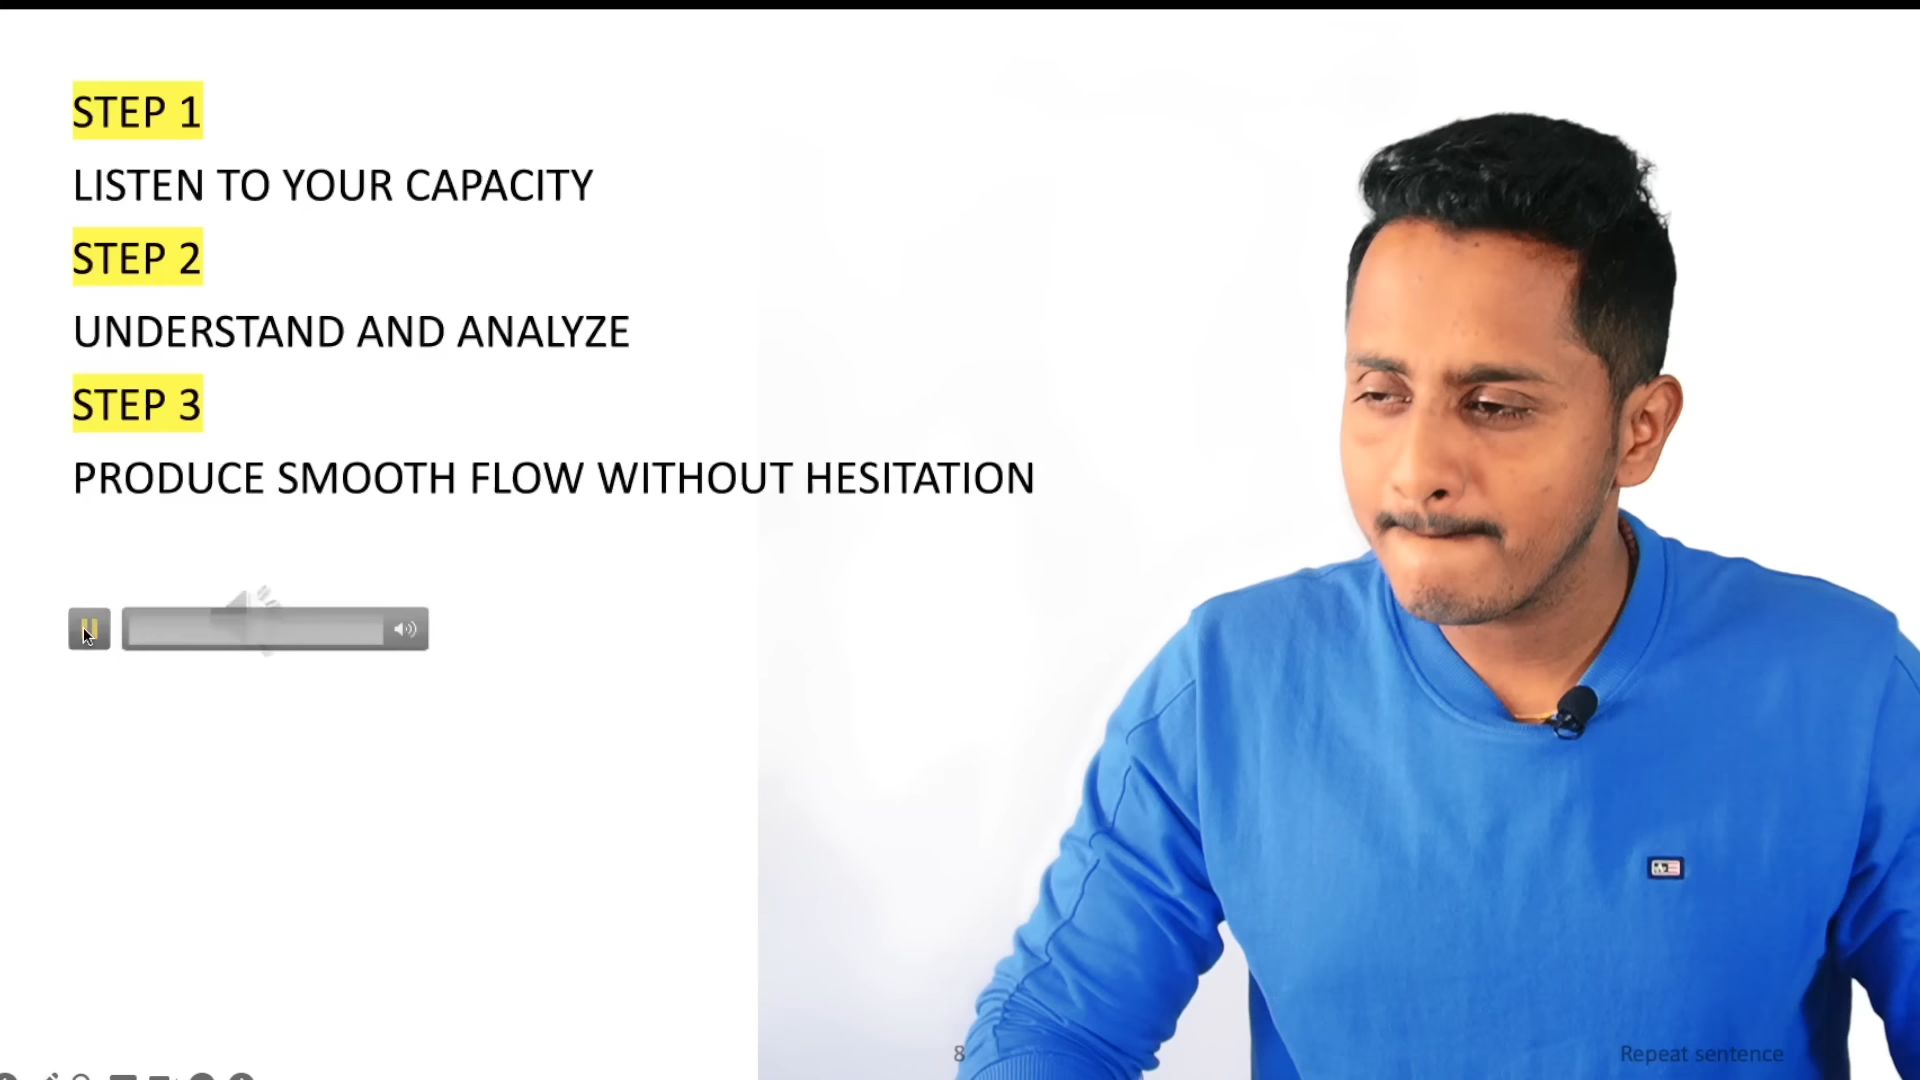 STEP 1
LISTEN TO YOUR CAPACITY
STEP 2
UNDERSTAND AND ANALYZE
STEP 3
PRODUCE SMOOTH FLOW WITHOUT HESITATION
8
Repeat sentence